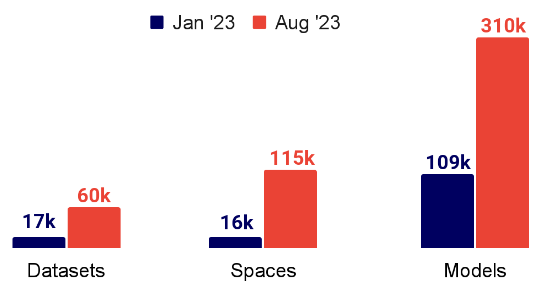 Jan '23 Aug '23
310k
115k
109k
60k
17k
16k
Datasets Spaces Models